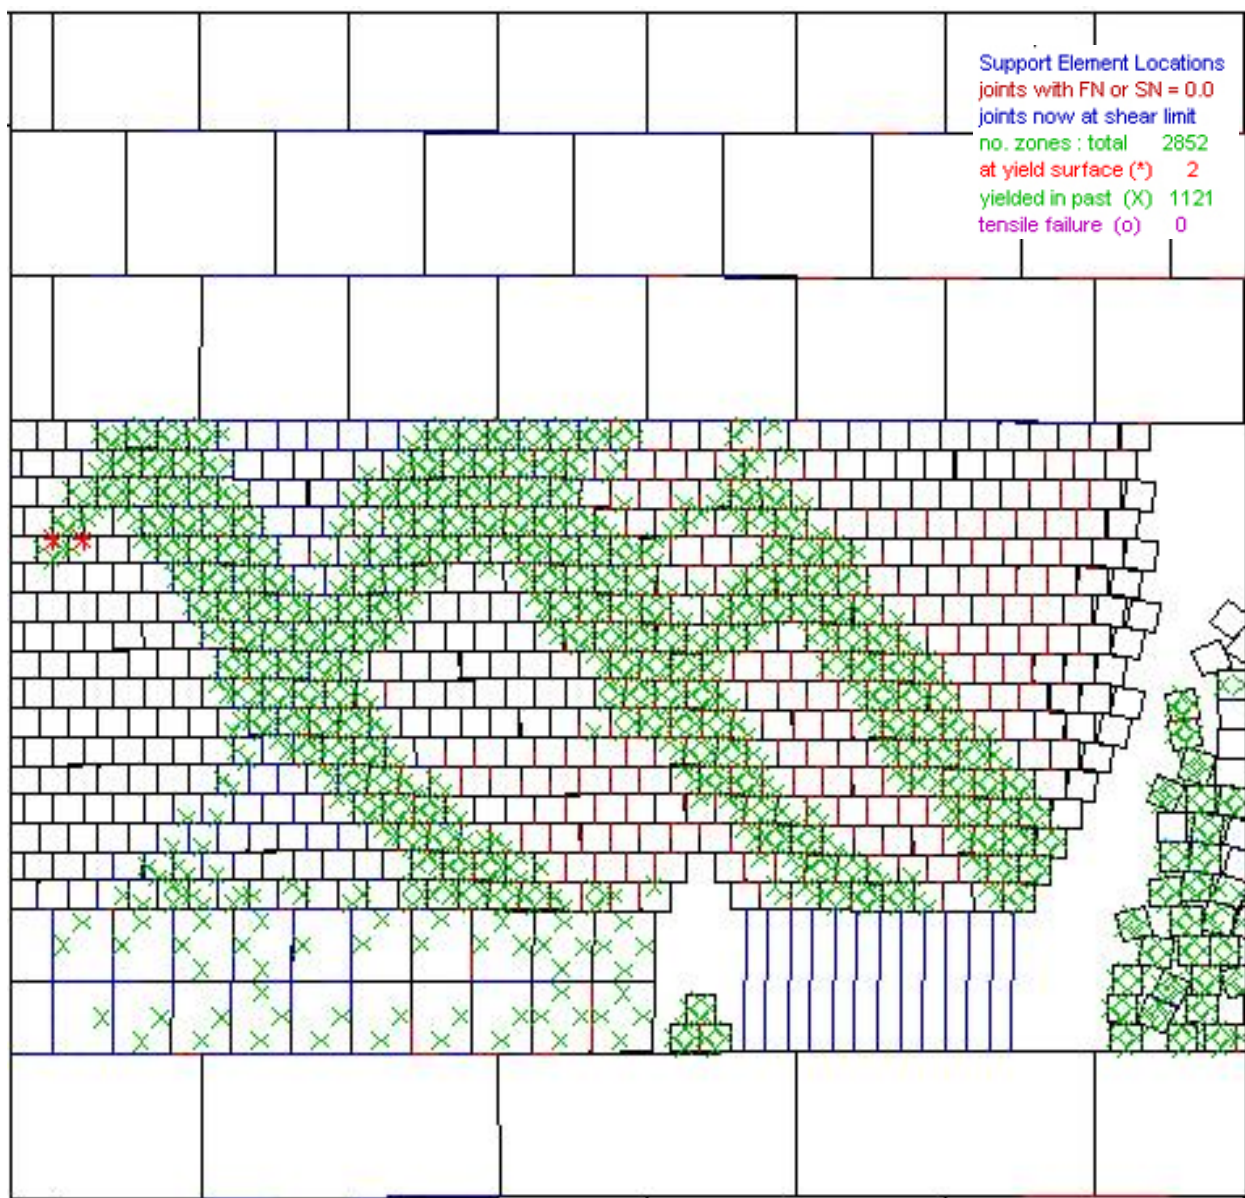 Support Element Locations
joints with FN or SN = 0.0
joints now at shear limit
no. zones : total 2852
at yield surface (*) 2
yielded in past (X) 1121
tensile failure (o) 0